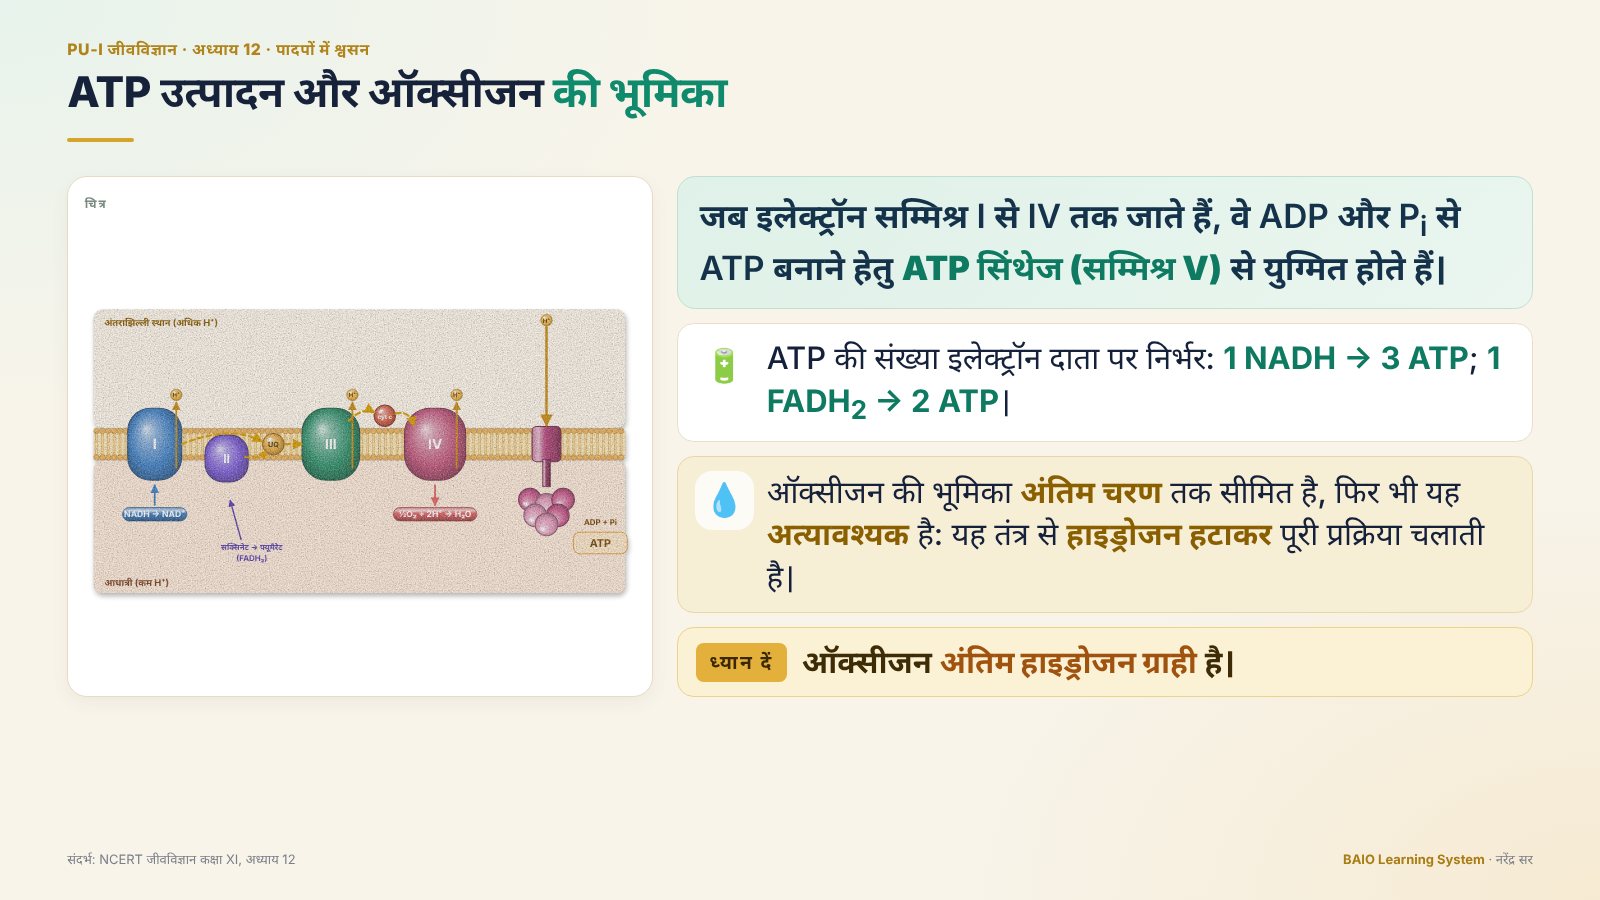 PU-I जीवविज्ञान · अध्याय 12 · पादपों में श्वसन
ATP उत्पादन और ऑक्सीजन की भूमिका
चित्र
अंतराझिल्ली स्थान (अधिक H⁺)
H⁺
H⁺
H⁺
H⁺
Cyt c
I
II
UQ
III
IV
NADH → NAD⁺
½O₂ + 2H⁺ → H₂O
सक्सिनेट → फ्यूमैरेट
(FADH₂)
ADP + Pi
ATP
आधात्री (कम H⁺)
जब इलेक्ट्रॉन सम्मिश्र I से IV तक जाते हैं, वे ADP और Pᵢ से
ATP बनाने हेतु ATP सिंथेज (सम्मिश्र V) से युग्मित होते हैं|
ATP की संख्या इलेक्ट्रॉन दाता पर निर्भर: 1 NADH → 3 ATP; 1
FADH₂ → 2 ATP|
ऑक्सीजन की भूमिका अंतिम चरण तक सीमित है, फिर भी यह
अत्यावश्यक है: यह तंत्र से हाइड्रोजन हटाकर पूरी प्रक्रिया चलाती
है|
ध्यान दें ऑक्सीजन अंतिम हाइड्रोजन ग्राही है|
संदर्भ: NCERT जीवविज्ञान कक्षा XI, अध्याय 12
BAIO Learning System · नरेंद्र सर